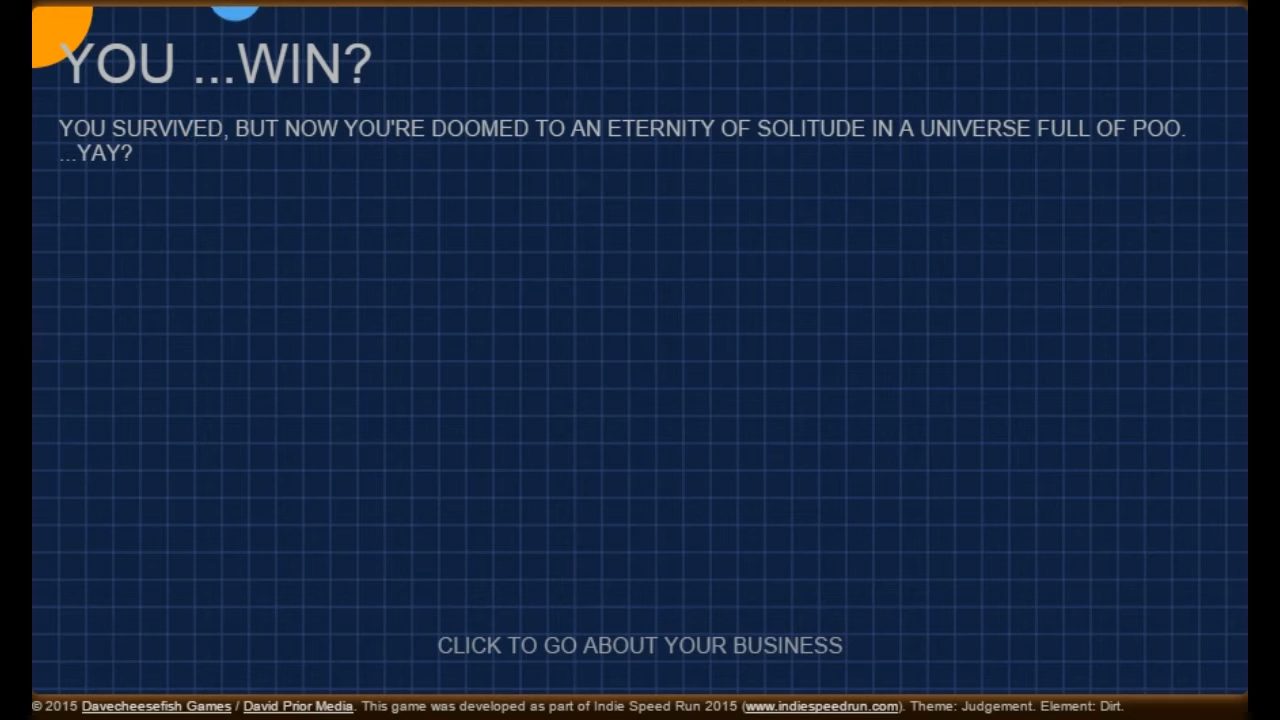 YOU ...WIN?
YOU SURVIVED, BUT NOW YOU'RE DOOMED TO AN ETERNITY OF SOLITUDE IN A UNIVERSE FULL OF POO.
...YAY?
CLICK TO GO ABOUT YOUR BUSINESS
© 2015 Davecheesefish Games / David Prior Media. This game was developed as part of Indie Speed Run 2015 (www.indiespeedrun.com). Theme: Judgement. Element: Dirt.